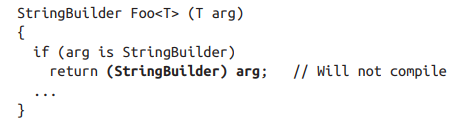 StringBuilder Foo<T> (T arg)
{
  if (arg is StringBuilder)
    return (StringBuilder) arg;   // Will not compile
  ...
}